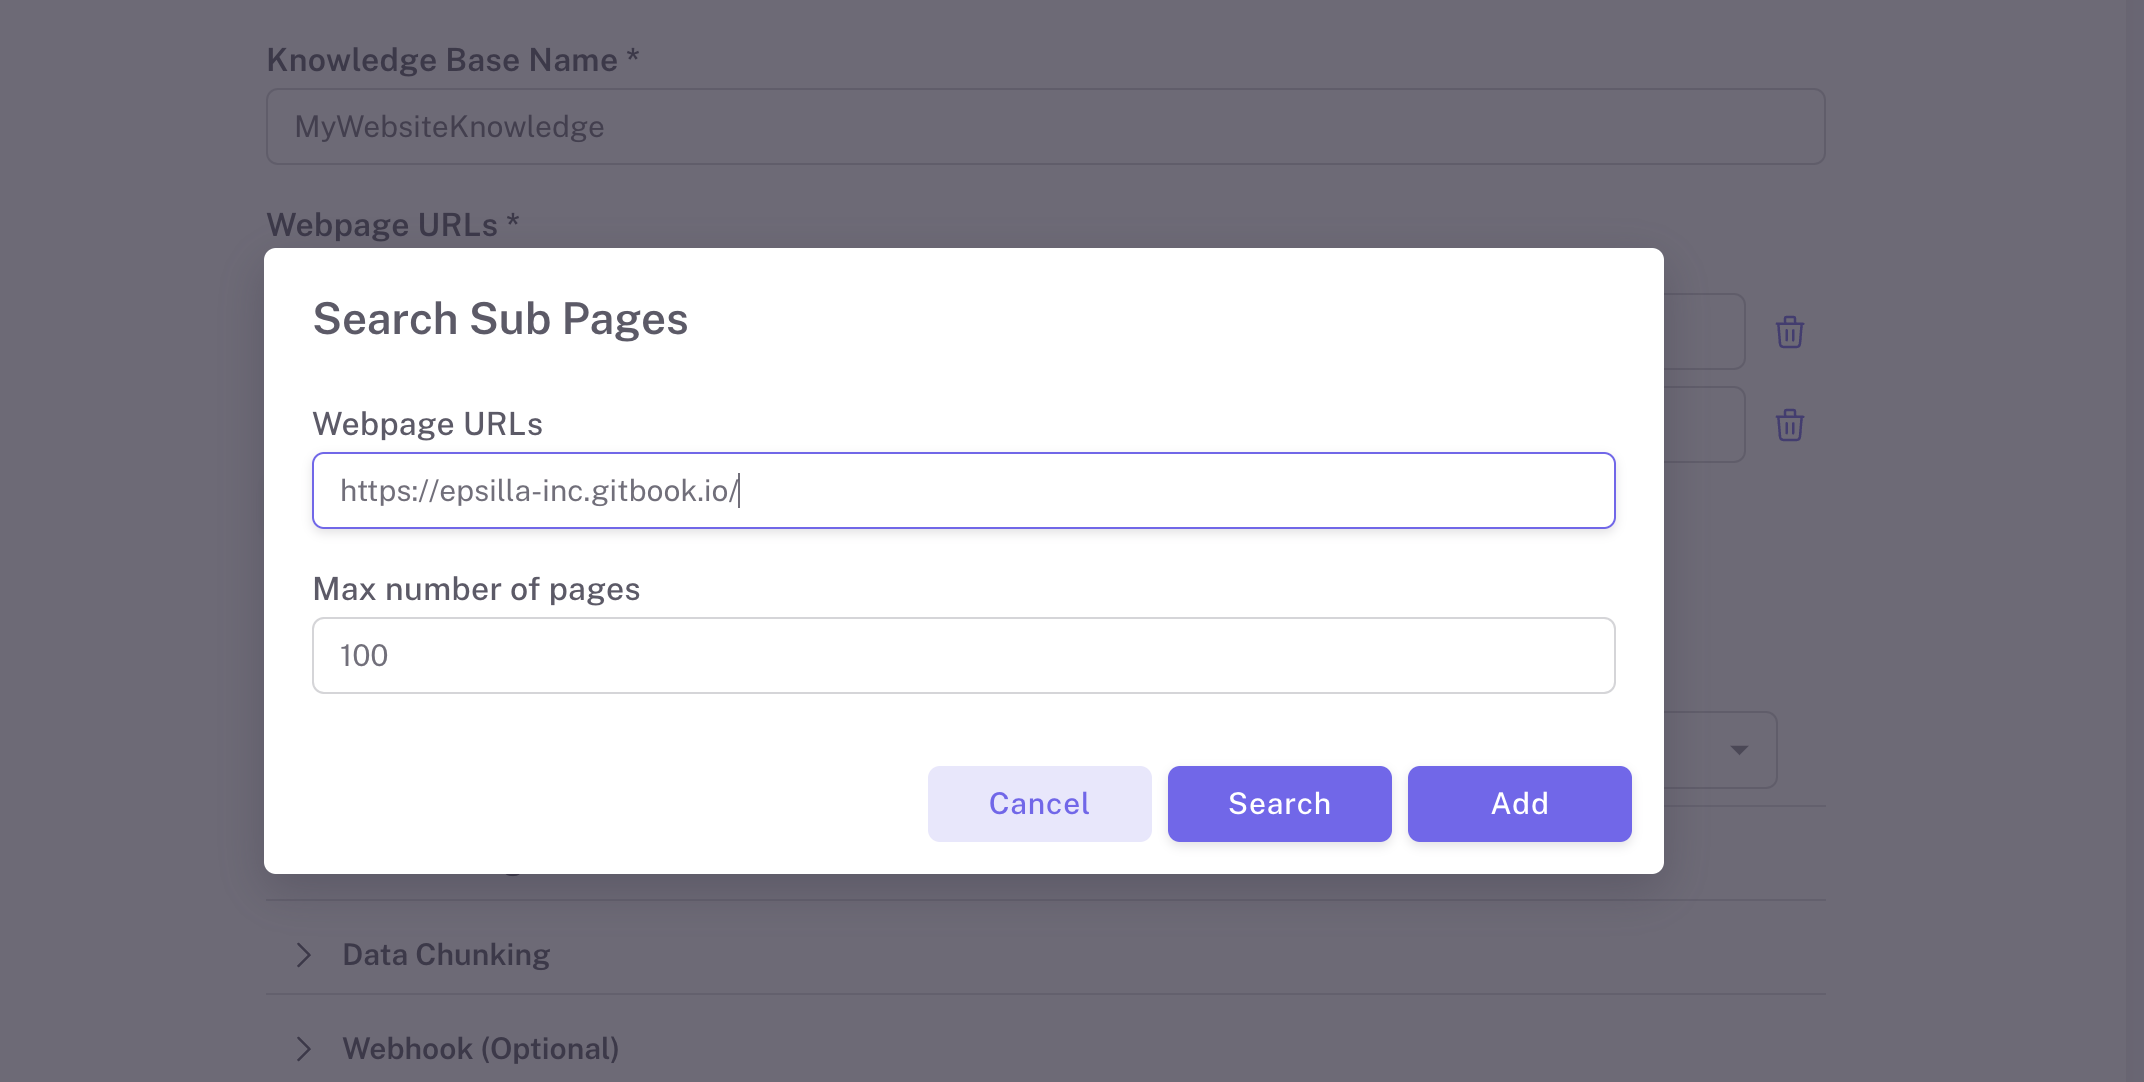 Knowledge Base Name *
MyWebsiteKnowledge
Webpage URLs *
Search Sub Pages
Webpage URLs
https://epsilla-inc.gitbook.io/
Max number of pages
100
Cancel Search Add
Data Chunking
Webhook (Optional)